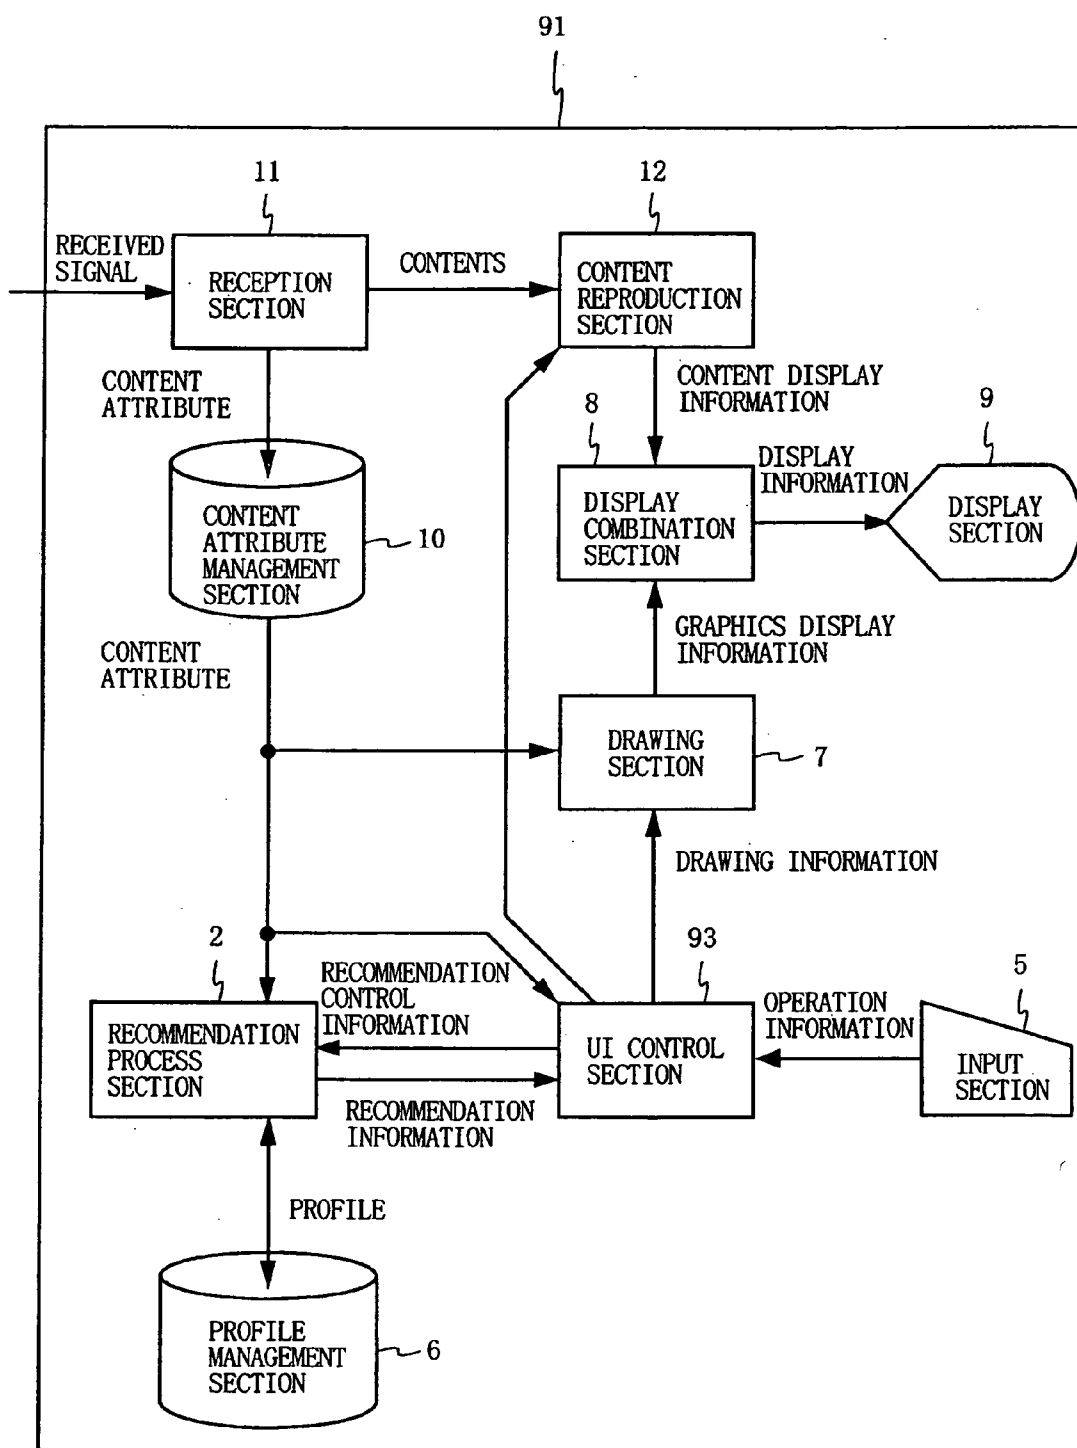 91
11
12
RECEIVED
SIGNAL
RECEPTION
SECTION
CONTENTS
CONTENT
REPRODUCTION
SECTION
CONTENT
ATTRIBUTE
CONTENT DISPLAY
INFORMATION
8
9
DISPLAY
INFORMATION
CONTENT
ATTRIBUTE
MANAGEMENT
SECTION
10
DISPLAY
COMBINATION
SECTION
DISPLAY
SECTION
CONTENT
ATTRIBUTE
GRAPHICS DISPLAY
INFORMATION
DRAWING
SECTION
7
DRAWING INFORMATION
2
93
5
RECOMMENDATION
CONTROL
INFORMATION
OPERATION
INFORMATION
RECOMMENDATION
PROCESS
SECTION
UI CONTROL
SECTION
INPUT
SECTION
RECOMMENDATION
INFORMATION
PROFILE
PROFILE
MANAGEMENT
SECTION
6